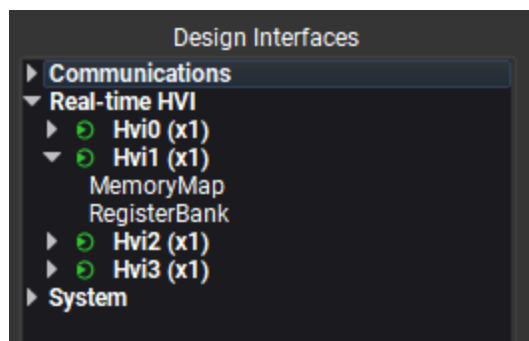 Design Interfaces
Communications
Real-time HVI
Hvi0 (x1)
Hvi1 (x1)
MemoryMap
RegisterBank
Hvi2 (x1)
Hvi3 (x1)
System